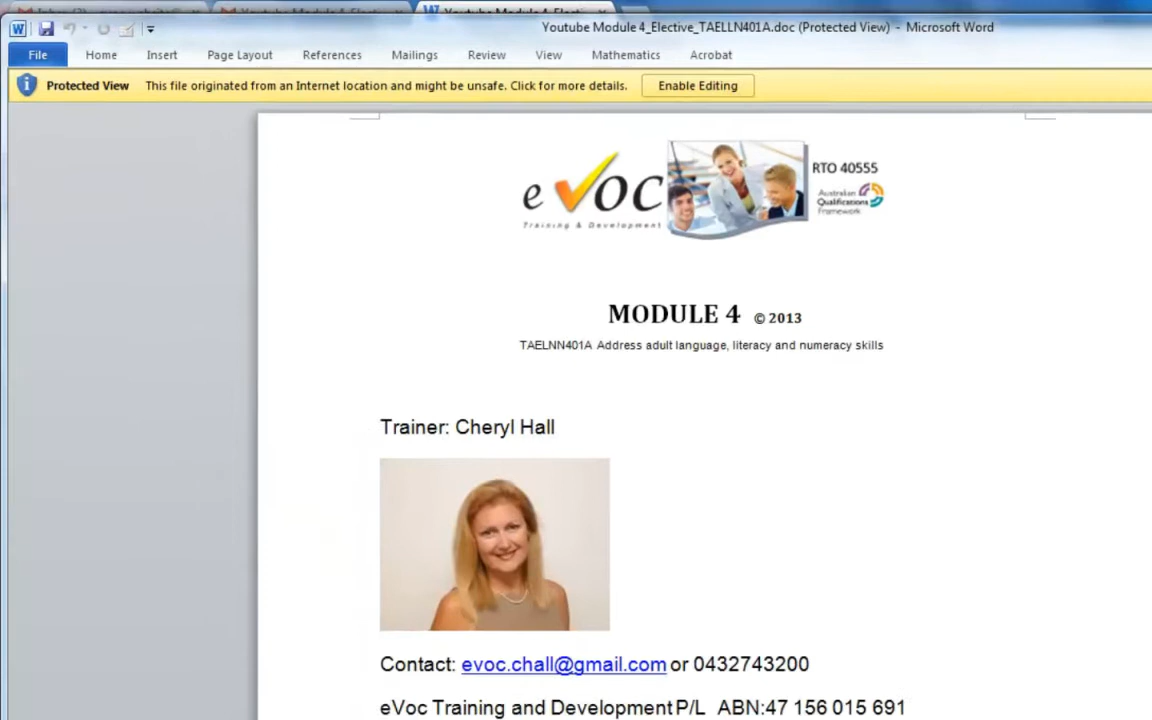 Youtube Module 4_Elective_TAELLN401A.doc (Protected View) - Microsoft Word
File Home Insert Page Layout References Mailings Review View Mathematics Acrobat
Protected View This file originated from an Internet location and might be unsafe. Click for more details. Enable Editing
e voc
Training & Development
RTO 40555
Australian
Qualifications
Framework
MODULE 4 © 2013
TAELNN401A Address adult language, literacy and numeracy skills
Trainer: Cheryl Hall
Contact: evoc.chall@gmail.com or 0432743200
eVoc Training and Development P/L ABN:47 156 015 691